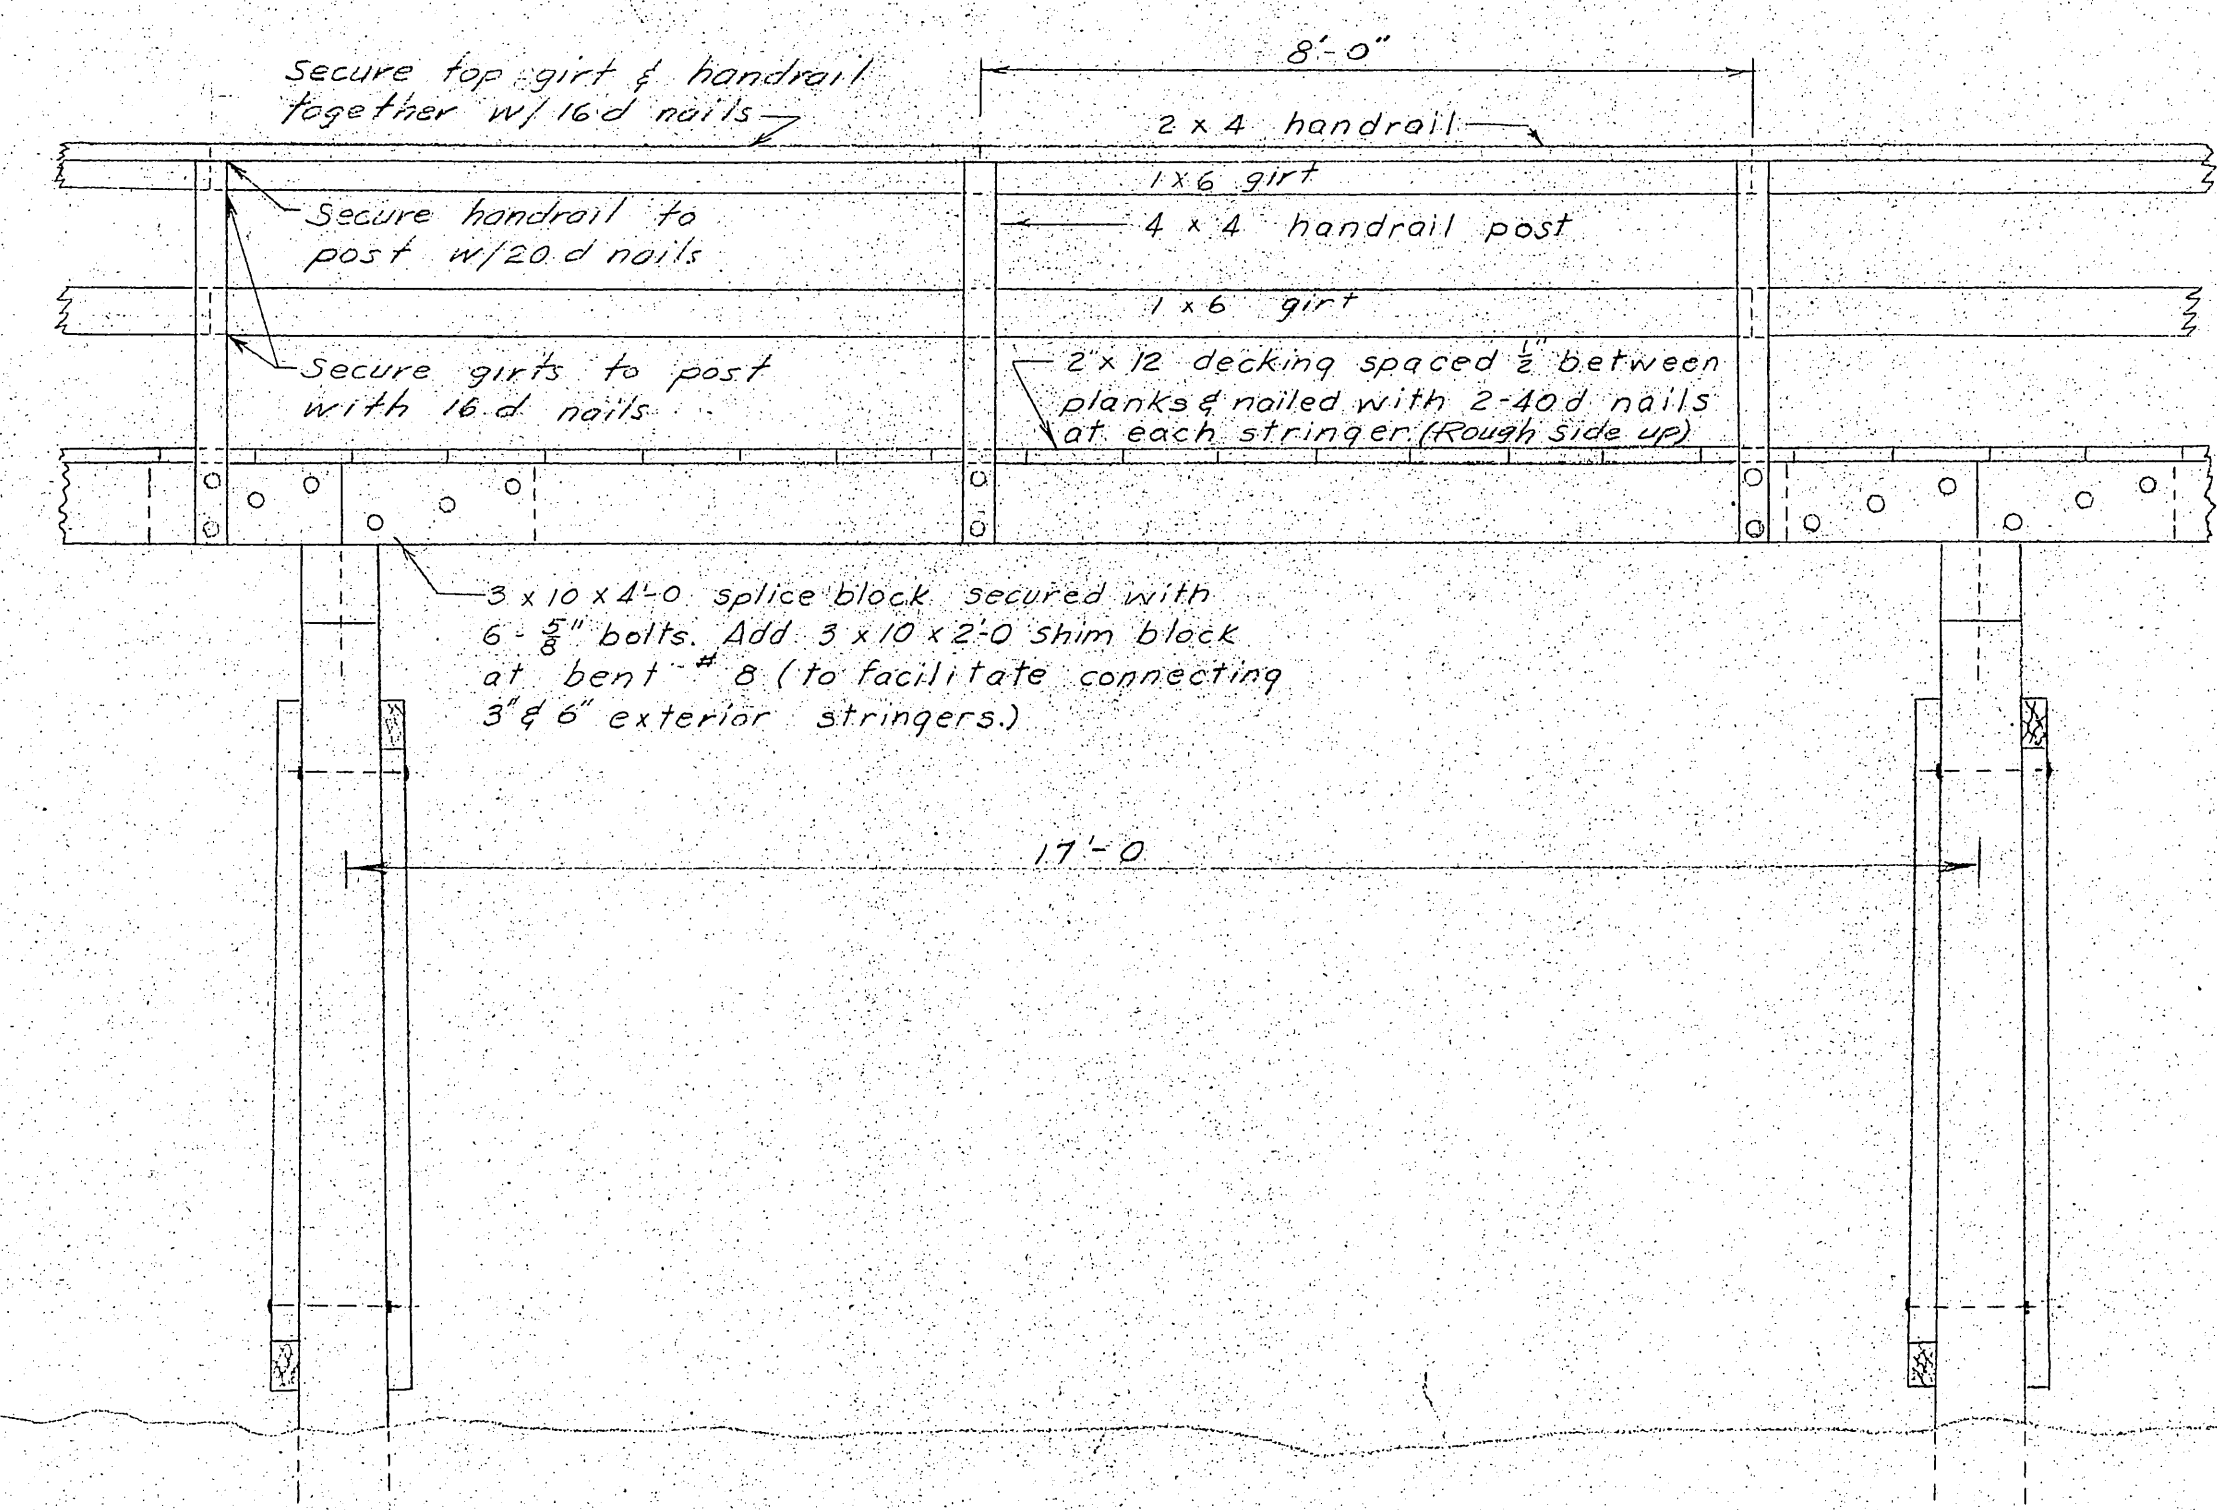 8'-0"
Secure top girt & handrail
together w/ 16 d nails
2 x 4 handrail
1 x 6 girt
Secure handrail to
post w/20 d nails
4 x 4 handrail post
1 x 6 girt
Secure girts to post
with 16 d nails
2" x 12 decking spaced 1/2" between
planks & nailed with 2-40d nails
at each stringer. (Rough side up)
3 x 10 x 4'-0 splice block secured with
6 - 5/8" bolts. Add 3 x 10 x 2'-0 shim block
at bent # 8 (to facilitate connecting
3" & 6" exterior stringers.)
17'-0